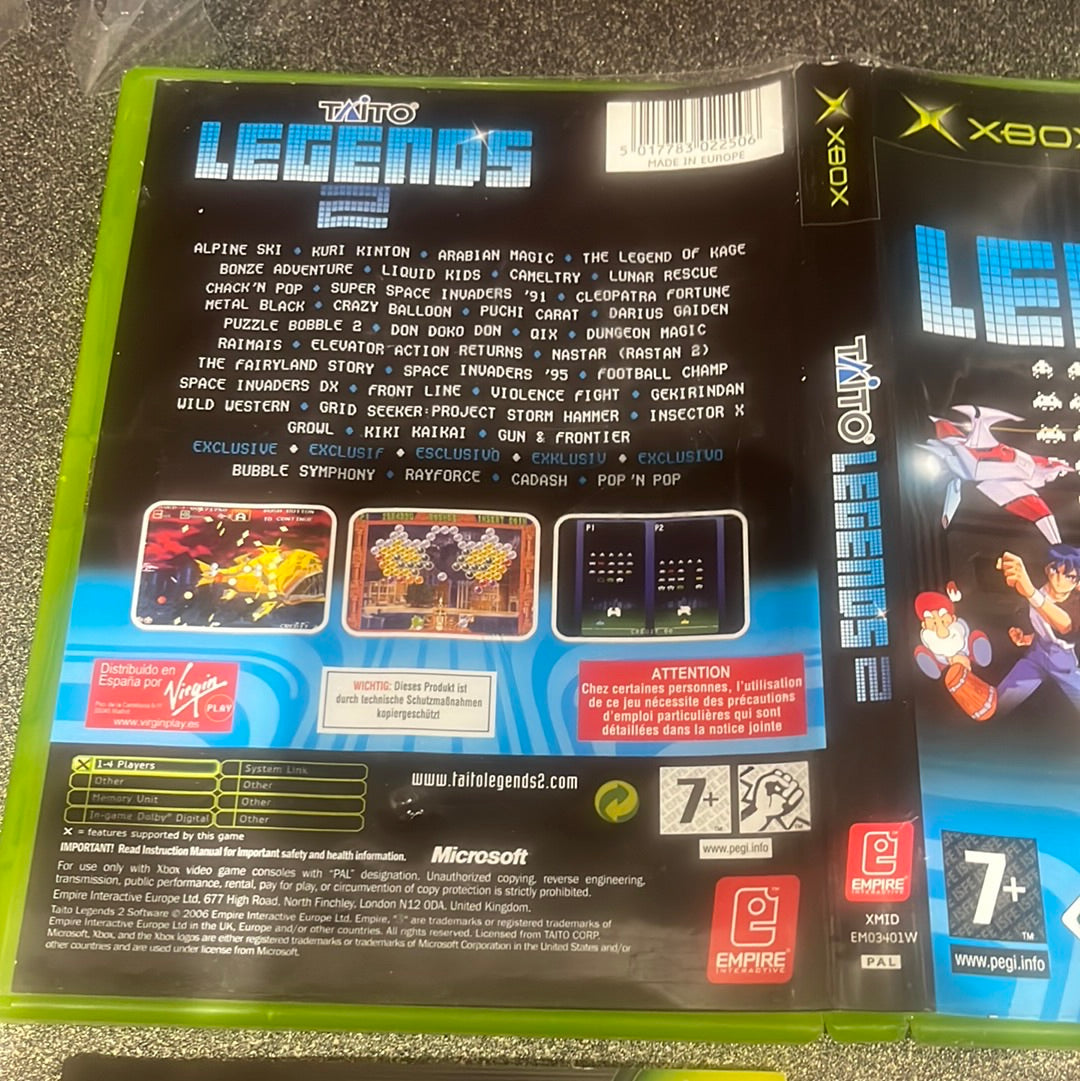 TAITO®
LEGENDS
2
5 017783 022506
MADE IN EUROPE
ALPINE SKI • KURI KINTON • ARABIAN MAGIC • THE LEGEND OF KAGE
BONZE ADVENTURE • LIQUID KIDS • CAMELTRY • LUNAR RESCUE
CHACK'N POP • SUPER SPACE INVADERS '91 • CLEOPATRA FORTUNE
METAL BLACK • CRAZY BALLOON • PUCHI CARAT • DARIUS GAIDEN
PUZZLE BOBBLE 2 • DON DOKO DON • QIX • DUNGEON MAGIC
RAIMAIS • ELEVATOR ACTION RETURNS • NASTAR (RASTAN 2)
THE FAIRYLAND STORY • SPACE INVADERS '95 • FOOTBALL CHAMP
SPACE INVADERS DX • FRONT LINE • VIOLENCE FIGHT • GEKIRINDAN
WILD WESTERN • GRID SEEKER:PROJECT STORM HAMMER • INSECTOR X
GROWL • KIKI KAIKAI • GUN & FRONTIER
EXCLUSIVE • EXCLUSIF • ESCLUSIVO • EXKLUSIV • EXCLUSIVO
BUBBLE SYMPHONY • RAYFORCE • CADASH • POP 'N POP
TO CONTINUE
P1 P2
Distribuido en
España por
Virgin
PLAY
www.virginplay.es
WICHTIG: Dieses Produkt ist
durch technische Schutzmaßnahmen
kopiergeschützt!
ATTENTION
Chez certaines personnes, l'utilisation
de ce jeu nécessite des précautions
d'emploi particulières qui sont
détaillées dans la notice jointe
X 1-4 Players
Other
Memory Unit
In-game Dolby® Digital
System Link
Other
Other
Other
X = features supported by this game
www.taitolegends2.com
7+
www.pegi.info
IMPORTANT! Read Instruction Manual for important safety and health information.
Microsoft
For use only with Xbox video game consoles with "PAL" designation. Unauthorized copying, reverse engineering,
transmission, public performance, rental, pay for play, or circumvention of copy protection is strictly prohibited.
Empire Interactive Europe Ltd, 677 High Road, North Finchley, London N12 0DA. United Kingdom.
Taito Legends 2 Software © 2006 Empire Interactive Europe Ltd. Empire, " " are trademarks or registered trademarks of
Empire Interactive Europe Ltd in the UK, Europe and/or other countries. All rights reserved. Licensed from TAITO CORP.
Microsoft, Xbox, and the Xbox logos are either registered trademarks or trademarks of Microsoft Corporation in the United States and/or
other countries and are used under license from Microsoft.
EMPIRE
INTERACTIVE
XBOX
TAITO®
LEGENDS 2
EMPIRE
INTERACTIVE
XMID
EM03401W
PAL
XBOX
LE
7+
TM
www.pegi.info